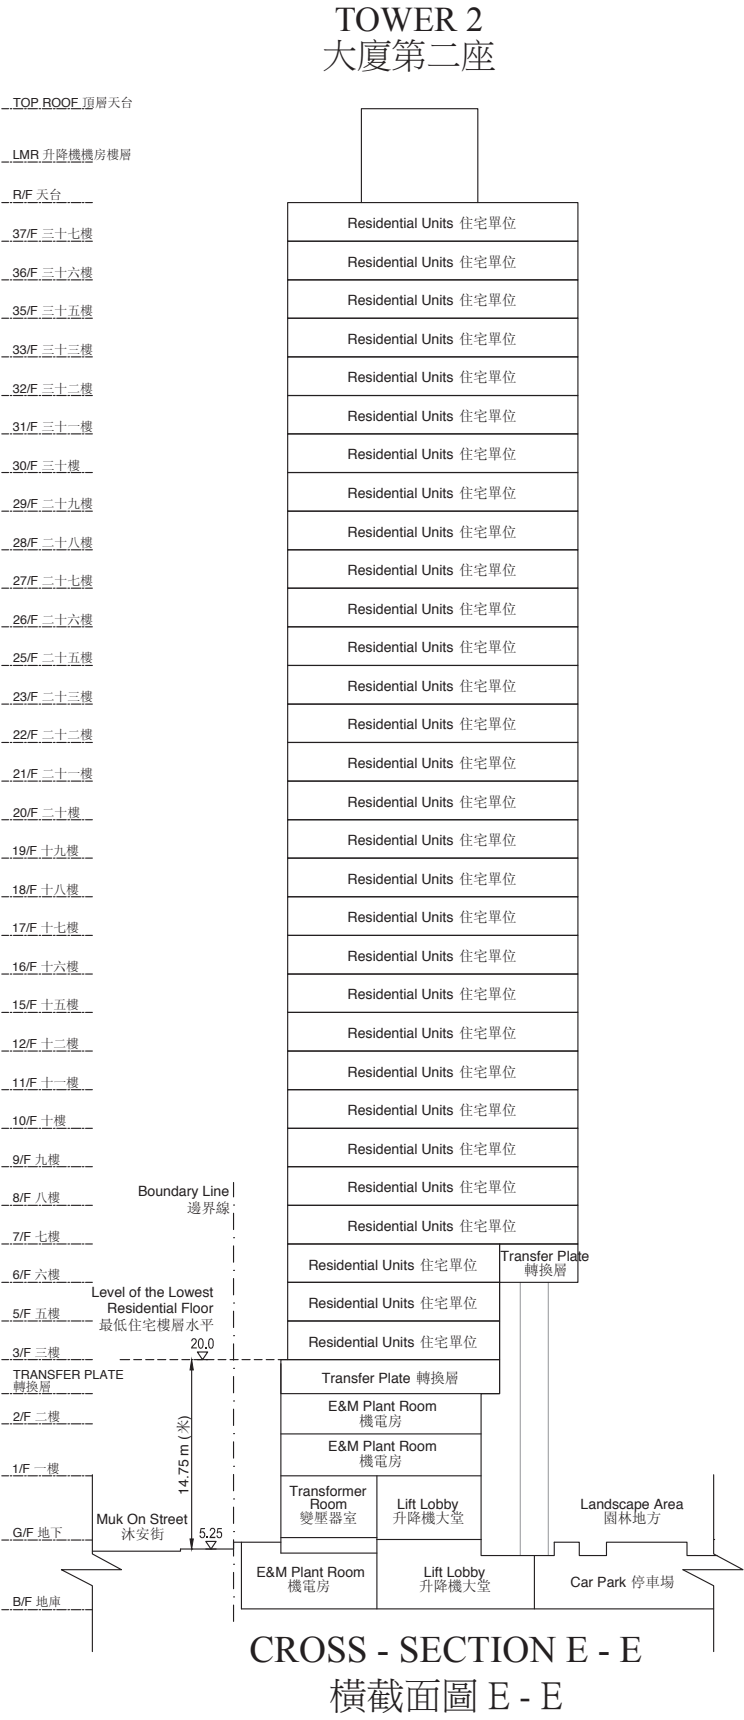 TOWER 2
大廈第二座
TOP ROOF 頂層天台
LMR 升降機機房樓層
R/F 天台
Residential Units 住宅單位
37/F 三十七樓
Residential Units 住宅單位
36/F 三十六樓
Residential Units 住宅單位
35/F 三十五樓
Residential Units 住宅單位
33/F 三十三樓
Residential Units 住宅單位
32/F 三十二樓
Residential Units 住宅單位
31/F 三十一樓
Residential Units 住宅單位
30/F 三十樓
Residential Units 住宅單位
29/F 二十九樓
Residential Units 住宅單位
28/F 二十八樓
Residential Units 住宅單位
27/F 二十七樓
Residential Units 住宅單位
26/F 二十六樓
Residential Units 住宅單位
25/F 二十五樓
Residential Units 住宅單位
23/F 二十三樓
Residential Units 住宅單位
22/F 二十二樓
Residential Units 住宅單位
21/F 二十一樓
Residential Units 住宅單位
20/F 二十樓
Residential Units 住宅單位
19/F 十九樓
Residential Units 住宅單位
18/F 十八樓
Residential Units 住宅單位
17/F 十七樓
Residential Units 住宅單位
16/F 十六樓
Residential Units 住宅單位
15/F 十五樓
Residential Units 住宅單位
12/F 十二樓
Residential Units 住宅單位
11/F 十一樓
Residential Units 住宅單位
10/F 十樓
Residential Units 住宅單位
9/F 九樓
Residential Units 住宅單位
8/F 八樓
Boundary Line
邊界線
Residential Units 住宅單位
7/F 七樓
Residential Units 住宅單位
Transfer Plate
轉換層
6/F 六樓
Level of the Lowest
Residential Floor
最低住宅樓層水平
Residential Units 住宅單位
5/F 五樓
20.0
Residential Units 住宅單位
3/F 三樓
TRANSFER PLATE
轉換層
Transfer Plate 轉換層
2/F 二樓
E&M Plant Room
機電房
14.75 m (米)
E&M Plant Room
機電房
1/F 一樓
Transformer
Room
變壓器室
Lift Lobby
升降機大堂
Landscape Area
園林地方
Muk On Street
沐安街
5.25
G/F 地下
E&M Plant Room
機電房
Lift Lobby
升降機大堂
Car Park 停車場
B/F 地庫
CROSS - SECTION E - E
橫截面圖 E - E